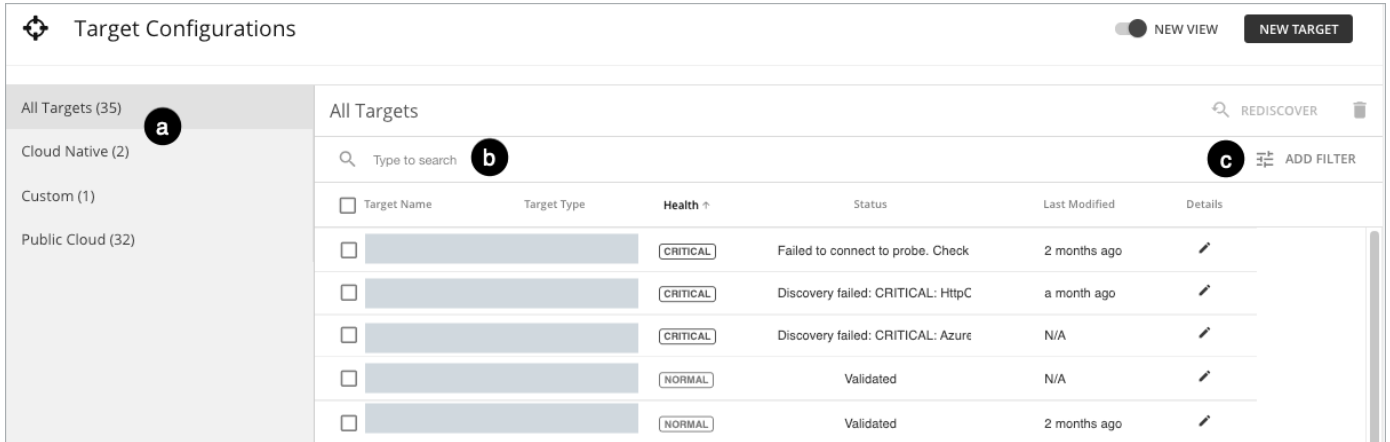 Target Configurations
NEW VIEW
NEW TARGET
All Targets (35)
a
Cloud Native (2)
Custom (1)
Public Cloud (32)
All Targets
REDISCOVER
Type to search
b
c
ADD FILTER
Target Name Target Type Health ↑ Status Last Modified Details
CRITICAL Failed to connect to probe. Check 2 months ago
CRITICAL Discovery failed: CRITICAL: HttpC a month ago
CRITICAL Discovery failed: CRITICAL: Azure N/A
NORMAL Validated N/A
NORMAL Validated 2 months ago